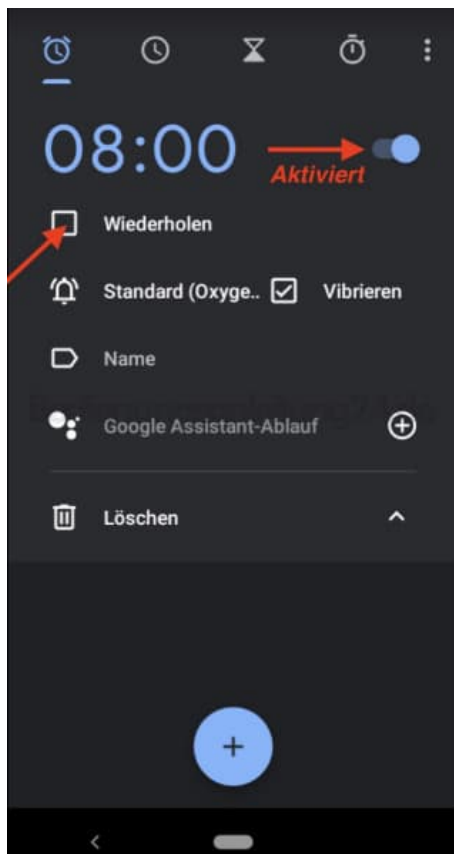 08:00
Aktiviert
Wiederholen
Standard (Oxyge.. Vibrieren
Name
Google Assistant-Ablauf
Löschen